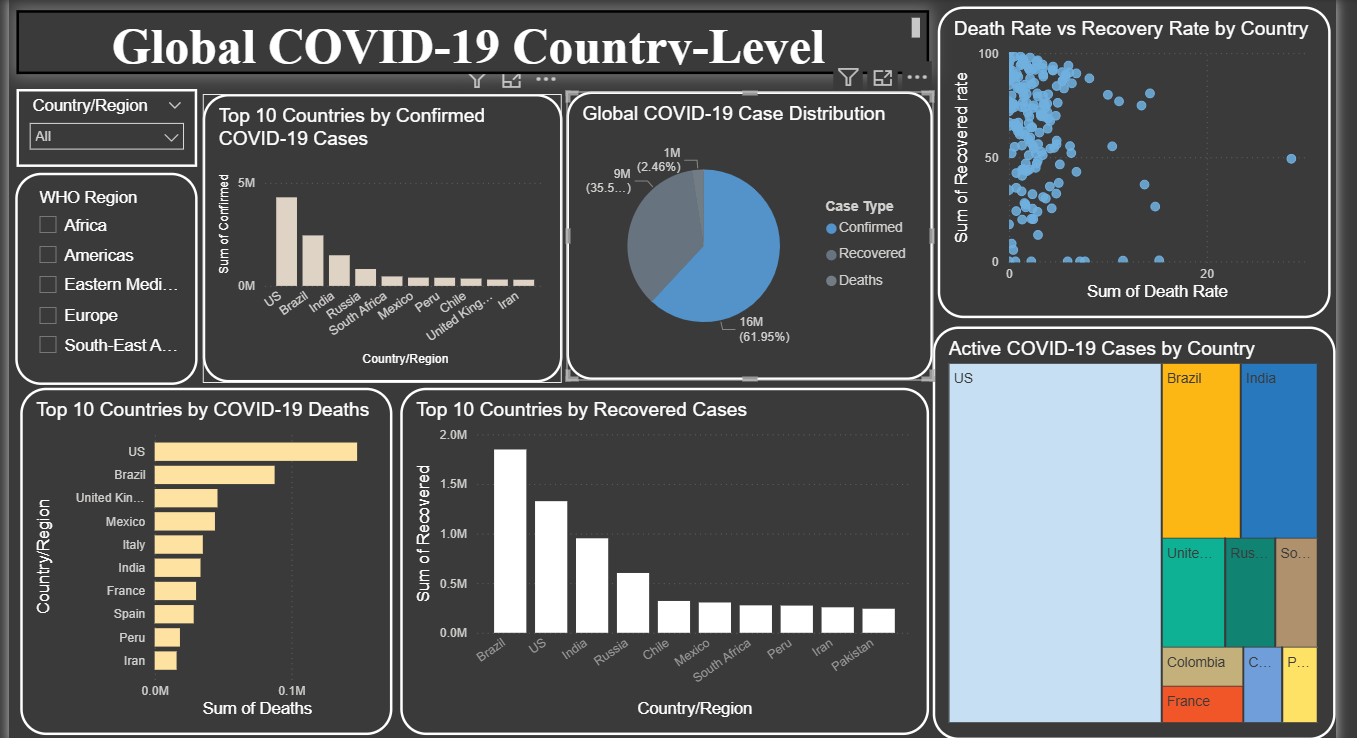 Global COVID-19 Country-Level
Country/Region
All
WHO Region
Africa
Americas
Eastern Medi...
Europe
South-East A...
Top 10 Countries by Confirmed
COVID-19 Cases
Sum of Confirmed
5M
0M
US
Brazil
India
Russia
South Africa
Mexico
Peru
Chile
United King...
Iran
Country/Region
Global COVID-19 Case Distribution
1M
(2.46%)
9M
(35.5...)
16M
(61.95%)
Case Type
Confirmed
Recovered
Deaths
Death Rate vs Recovery Rate by Country
Sum of Recovered rate
100
50
0
0
20
Sum of Death Rate
Top 10 Countries by COVID-19 Deaths
Country/Region
US
Brazil
United Kin...
Mexico
Italy
India
France
Spain
Peru
Iran
0.0M
0.1M
Sum of Deaths
Top 10 Countries by Recovered Cases
Sum of Recovered
2.0M
1.5M
1.0M
0.5M
0.0M
Brazil
US
India
Russia
Chile
Mexico
South Africa
Peru
Iran
Pakistan
Country/Region
Active COVID-19 Cases by Country
US
Brazil
India
Unite...
Rus...
So...
Colombia
C...
P...
France